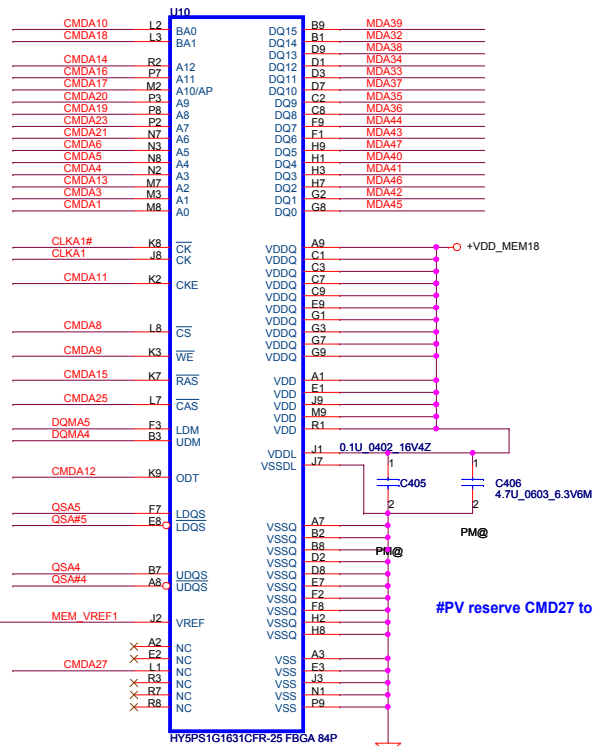 U10
CMDA10 L2 BA0 DQ15 B9 MDA39
CMDA18 L3 BA1 DQ14 B1 MDA32
DQ13 D9 MDA38
CMDA14 R2 A12 DQ12 D1 MDA34
CMDA16 P7 A11 DQ11 D3 MDA33
CMDA17 M2 A10/AP DQ10 D7 MDA37
CMDA20 P3 A9 DQ9 C2 MDA35
CMDA19 P8 A8 DQ8 C8 MDA36
CMDA23 P2 A7 DQ7 F9 MDA44
CMDA21 N7 A6 DQ6 F1 MDA43
CMDA6 N3 A5 DQ5 H9 MDA47
CMDA5 N8 A4 DQ4 H1 MDA40
CMDA4 N2 A3 DQ3 H3 MDA41
CMDA13 M7 A2 DQ2 H7 MDA46
CMDA3 M3 A1 DQ1 G2 MDA42
CMDA1 M8 A0 DQ0 G8 MDA45
CLKA1# K8 CK VDDQ A9 +VDD_MEM18
CLKA1 J8 CK VDDQ C1
VDDQ C3
CMDA11 K2 CKE VDDQ C7
VDDQ C9
VDDQ E9
VDDQ G1
CMDA8 L8 CS VDDQ G3
VDDQ G7
CMDA9 K3 WE VDDQ G9
CMDA15 K7 RAS VDD A1
VDD E1
CMDA25 L7 CAS VDD J9
VDD M9
DQMA5 F3 LDM VDD R1
DQMA4 B3 UDM
VDDL J1 0.1U_0402_16V4Z
VSSDL J7
1 1
CMDA12 K9 ODT C405 C406
4.7U_0603_6.3V6M
2 2
QSA5 F7 LDQS
QSA#5 E8 LDQS VSSQ A7
VSSQ B2 PM@
VSSQ B8 PM@
VSSQ D2
QSA4 B7 UDQS VSSQ D8
QSA#4 A8 UDQS VSSQ E7
VSSQ F2
VSSQ F8 #PV reserve CMD27 to
MEM_VREF1 J2 VREF VSSQ H2
VSSQ H8
A2 NC
E2 NC VSS A3
CMDA27 L1 NC VSS E3
R3 NC VSS J3
R7 NC VSS N1
R8 NC VSS P9
HY5PS1G1631CFR-25 FBGA 84P